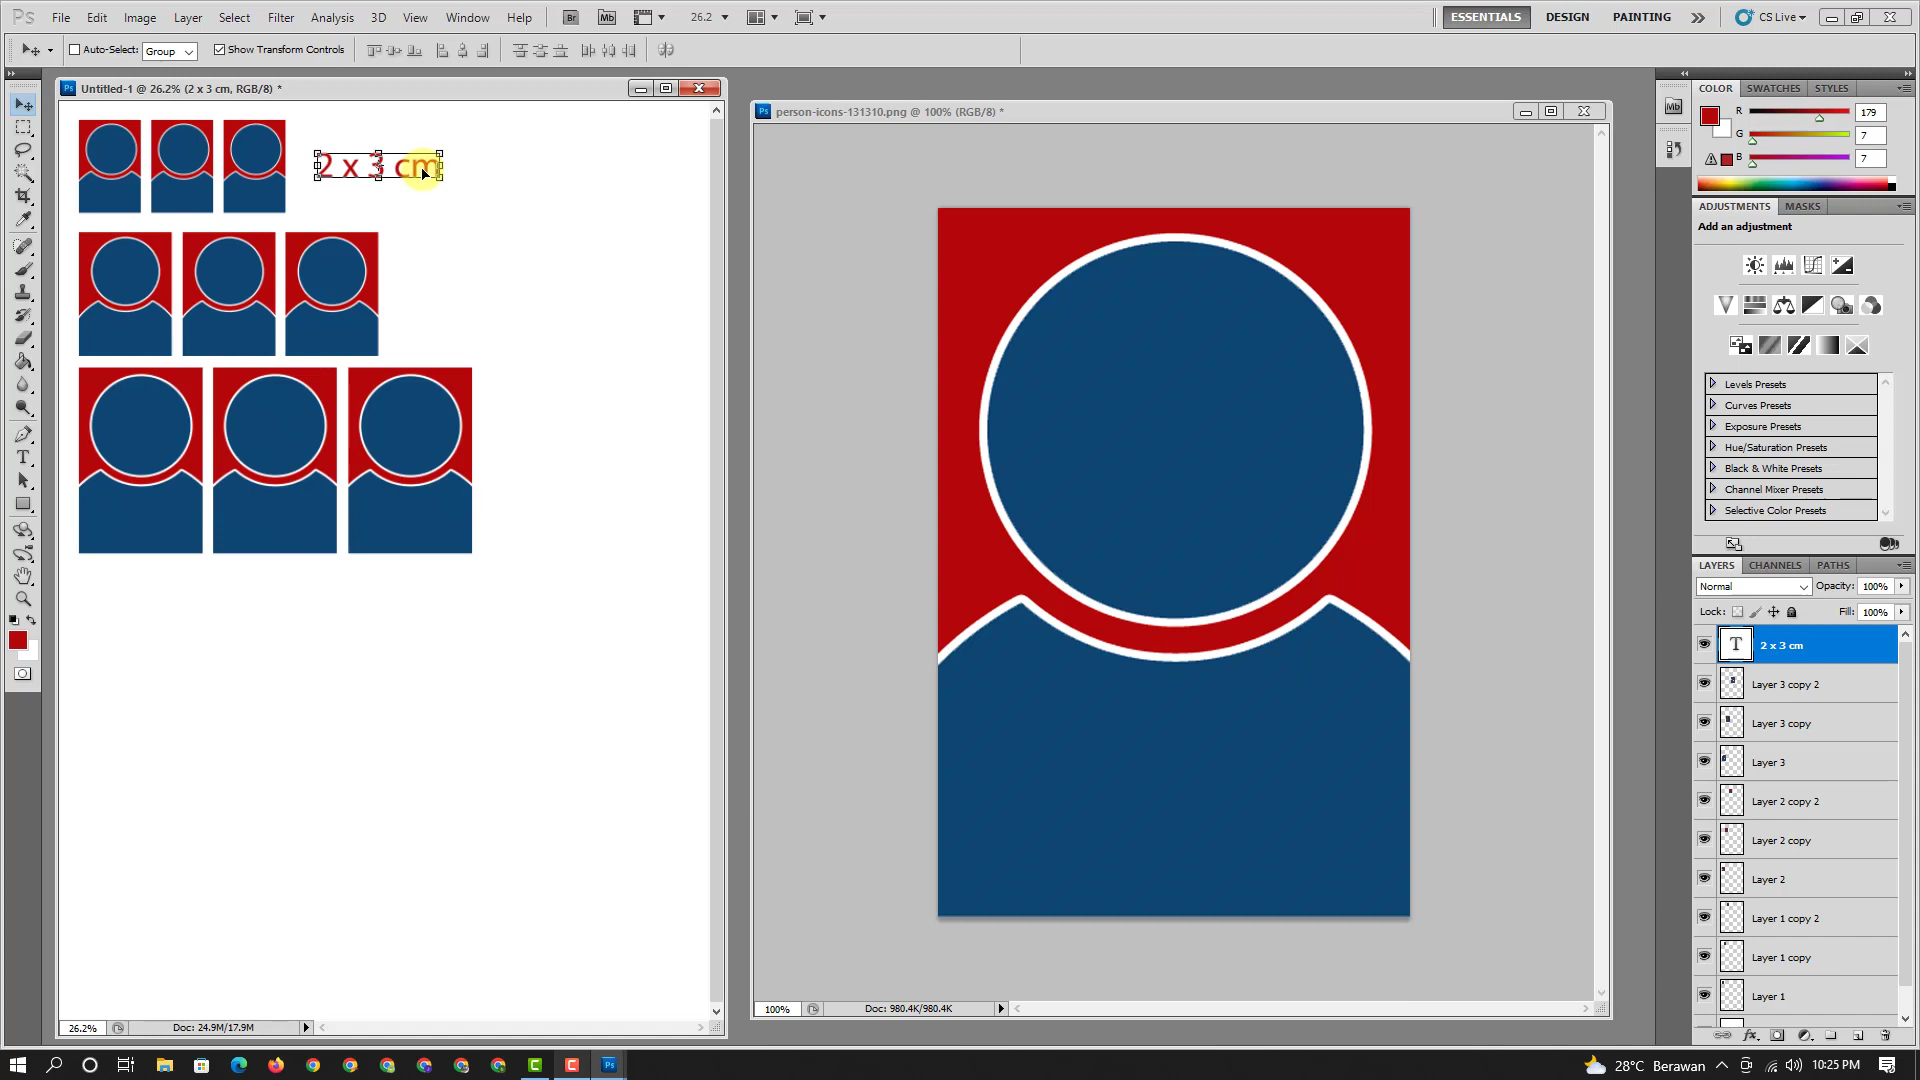 Ps File Edit Image Layer Select Filter Analysis 3D View Window Help Br Mb 26.2 ESSENTIALS DESIGN PAINTING CS Live
Auto-Select: Group Show Transform Controls
Untitled-1 @ 26.2% (2 x 3 cm, RGB/8) *
2 x 3 cm
26.2% Doc: 24.9M/17.9M
person-icons-131310.png @ 100% (RGB/8) *
100% Doc: 980.4K/980.4K
COLOR SWATCHES STYLES
R 179
G 7
B 7
ADJUSTMENTS MASKS
Add an adjustment
Levels Presets
Curves Presets
Exposure Presets
Hue/Saturation Presets
Black & White Presets
Channel Mixer Presets
Selective Color Presets
LAYERS CHANNELS PATHS
Normal Opacity: 100%
Lock: Fill: 100%
T 2 x 3 cm
Layer 3 copy 2
Layer 3 copy
Layer 3
Layer 2 copy 2
Layer 2 copy
Layer 2
Layer 1 copy 2
Layer 1 copy
Layer 1
28°C Berawan 10:25 PM